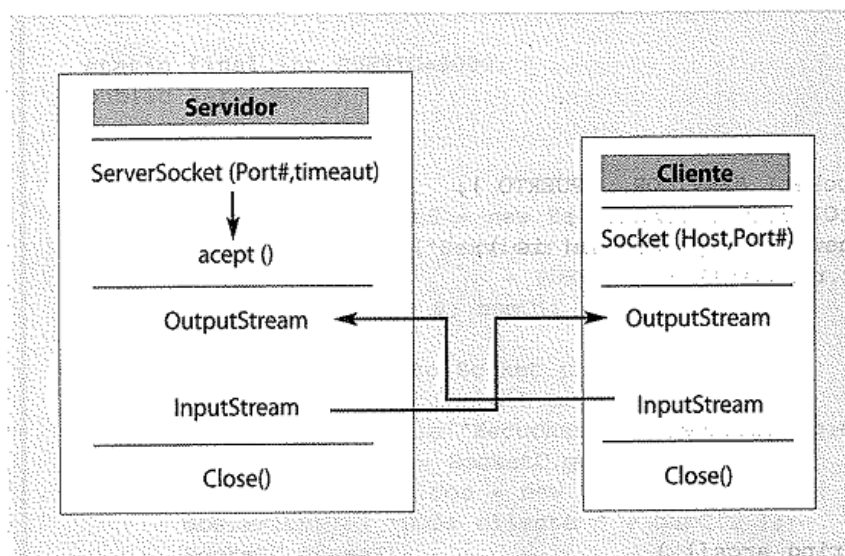 Servidor
ServerSocket (Port#,timeaut)
acept ()
OutputStream
InputStream
Close()
Cliente
Socket (Host,Port#)
OutputStream
InputStream
Close()